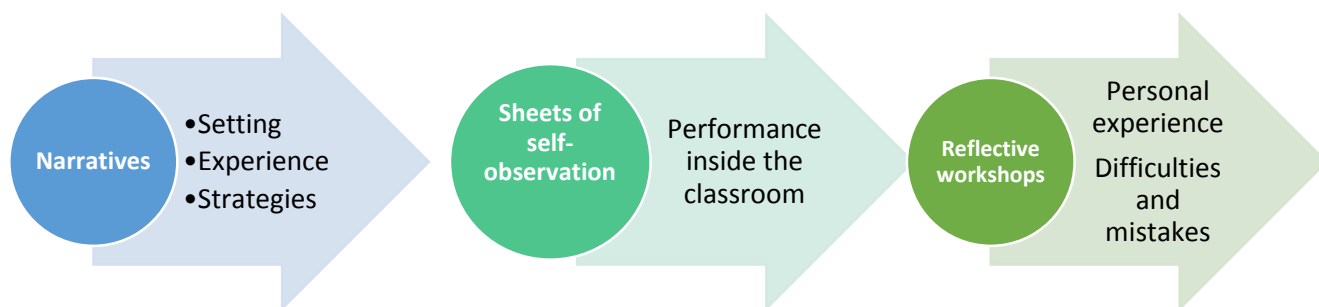 Narratives
•Setting
•Experience
•Strategies
Sheets of
self-
observation
Performance
inside the
classroom
Reflective
workshops
Personal
experience
Difficulties
and
mistakes